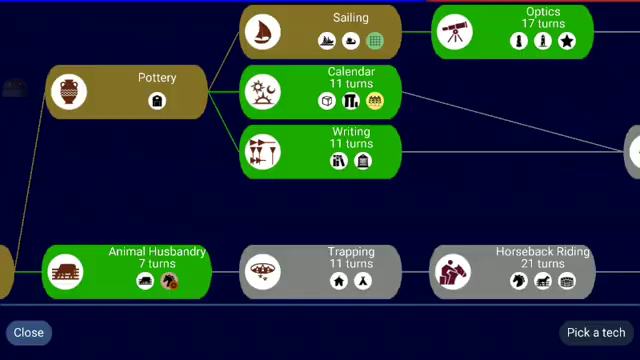 Sailing
Optics
17 turns
Pottery
Calendar
11 turns
Writing
11 turns
Animal Husbandry
7 turns
Trapping
11 turns
Horseback Riding
21 turns
Close
Pick a tech